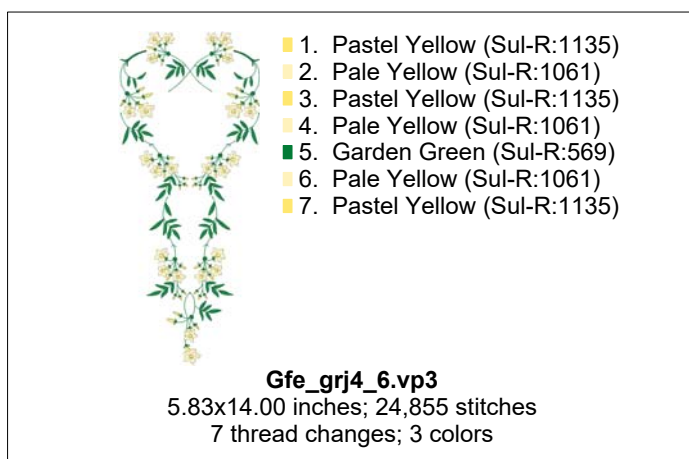 1. Pastel Yellow (Sul-R:1135)
2. Pale Yellow (Sul-R:1061)
3. Pastel Yellow (Sul-R:1135)
4. Pale Yellow (Sul-R:1061)
5. Garden Green (Sul-R:569)
6. Pale Yellow (Sul-R:1061)
7. Pastel Yellow (Sul-R:1135)
Gfe_grj4_6.vp3
5.83x14.00 inches; 24,855 stitches
7 thread changes; 3 colors